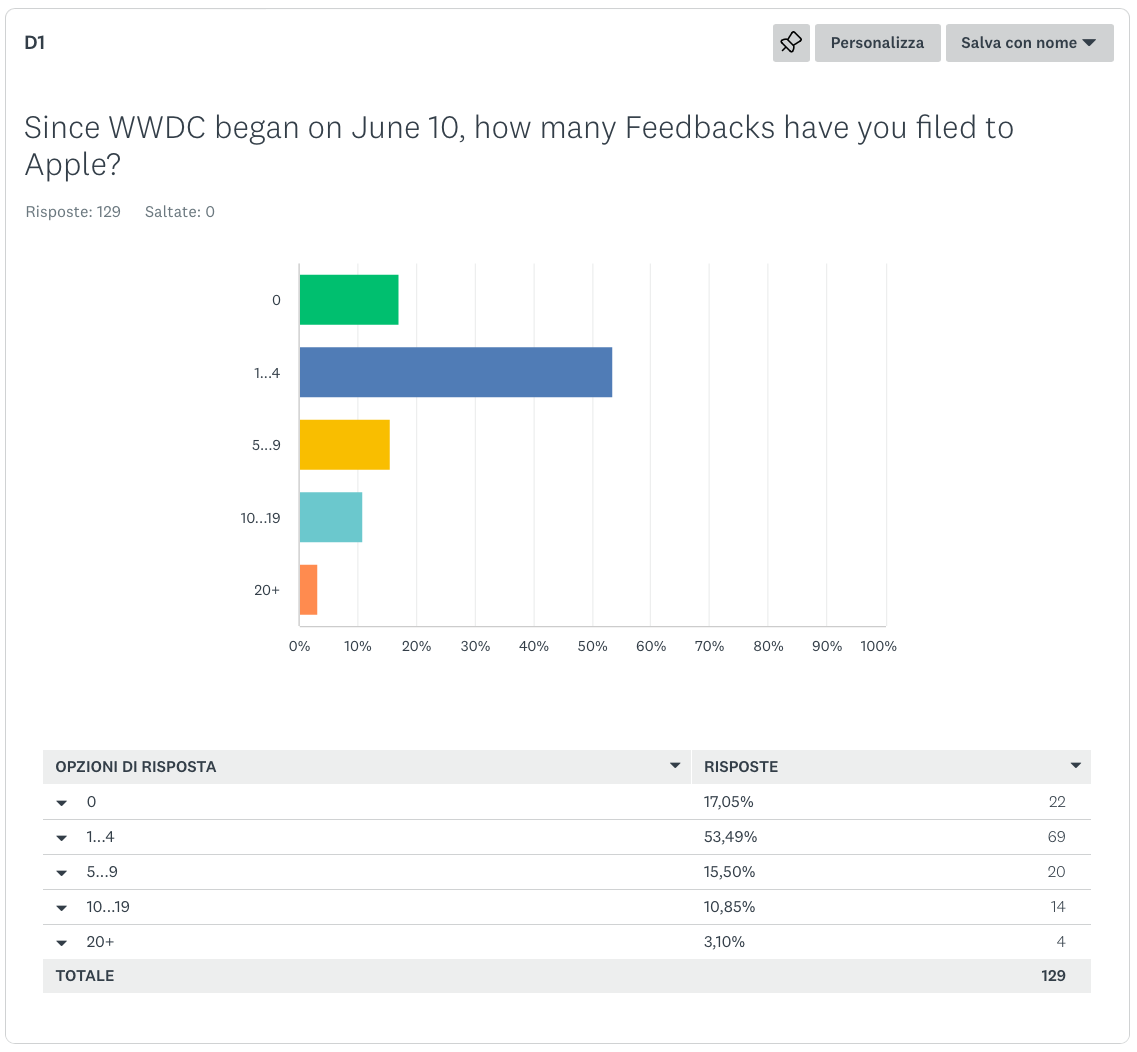 D1
Personalizza
Salva con nome
Since WWDC began on June 10, how many Feedbacks have you filed to
Apple?
Risposte: 129 Saltate: 0
0
1...4
5...9
10...19
20+
0% 10% 20% 30% 40% 50% 60% 70% 80% 90% 100%
OPZIONI DI RISPOSTA RISPOSTE
0 17,05% 22
1...4 53,49% 69
5...9 15,50% 20
10...19 10,85% 14
20+ 3,10% 4
TOTALE 129